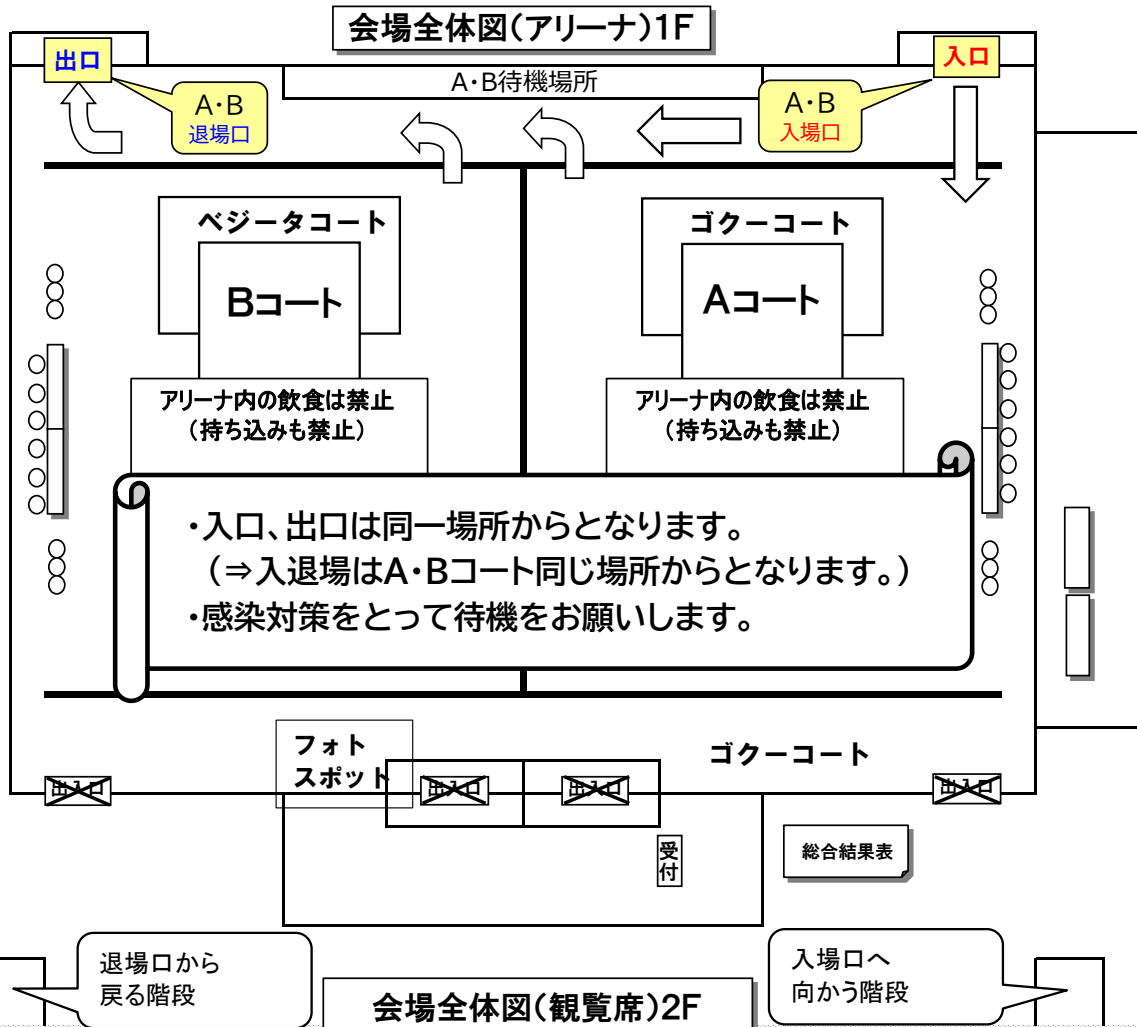 会場全体図(アリーナ)1F
出口
入口
A・B待機場所
A・B
退場口
A・B
入場口
ベジータコート
ゴクーコート
Bコート
Aコート
アリーナ内の飲食は禁止
(持ち込みも禁止)
アリーナ内の飲食は禁止
(持ち込みも禁止)
・入口、出口は同一場所からとなります。
(⇒入退場はA・Bコート同じ場所からとなります。)
・感染対策をとって待機をお願いします。
フォト
スポット
ゴクーコート
出入口
出入口
出入口
出入口
受付
総合結果表
退場口から
戻る階段
入場口へ
向かう階段
会場全体図(観覧席)2F